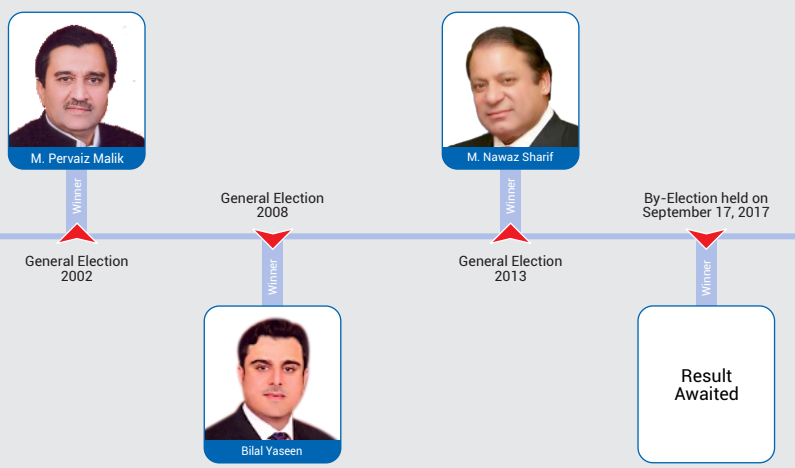 M. Pervaiz Malik
Winner
General Election
2002
General Election
2008
Winner
Bilal Yaseen
M. Nawaz Sharif
Winner
General Election
2013
By-Election held on
September 17, 2017
Winner
Result
Awaited